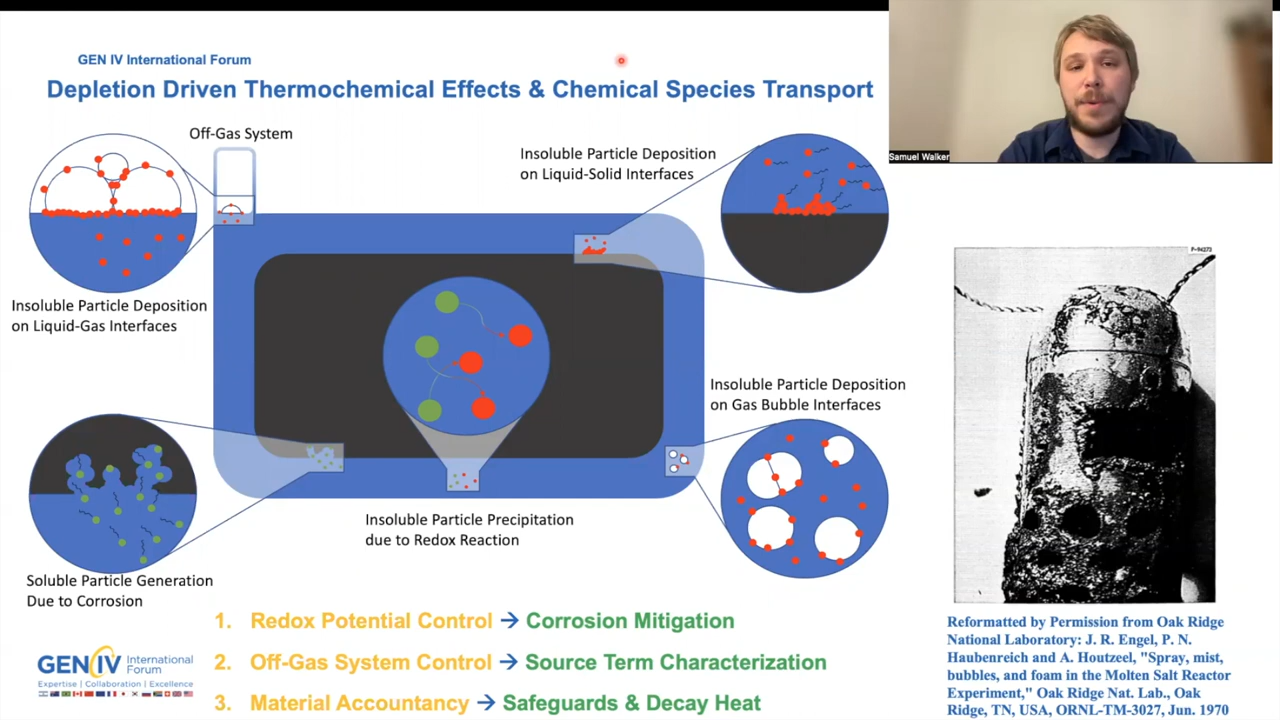 GEN IV International Forum
Depletion Driven Thermochemical Effects & Chemical Species Transport
Samuel Walker
Off-Gas System
Insoluble Particle Deposition
on Liquid-Solid Interfaces
Insoluble Particle Deposition
on Liquid-Gas Interfaces
Insoluble Particle Deposition
on Gas Bubble Interfaces
Insoluble Particle Precipitation
due to Redox Reaction
Soluble Particle Generation
Due to Corrosion
1. Redox Potential Control → Corrosion Mitigation
2. Off-Gas System Control → Source Term Characterization
3. Material Accountancy → Safeguards & Decay Heat
GENIV International
Forum
Expertise | Collaboration | Excellence
Reformatted by Permission from Oak Ridge
National Laboratory: J. R. Engel, P. N.
Haubenreich and A. Houtzeel, "Spray, mist,
bubbles, and foam in the Molten Salt Reactor
Experiment," Oak Ridge Nat. Lab., Oak
Ridge, TN, USA, ORNL-TM-3027, Jun. 1970